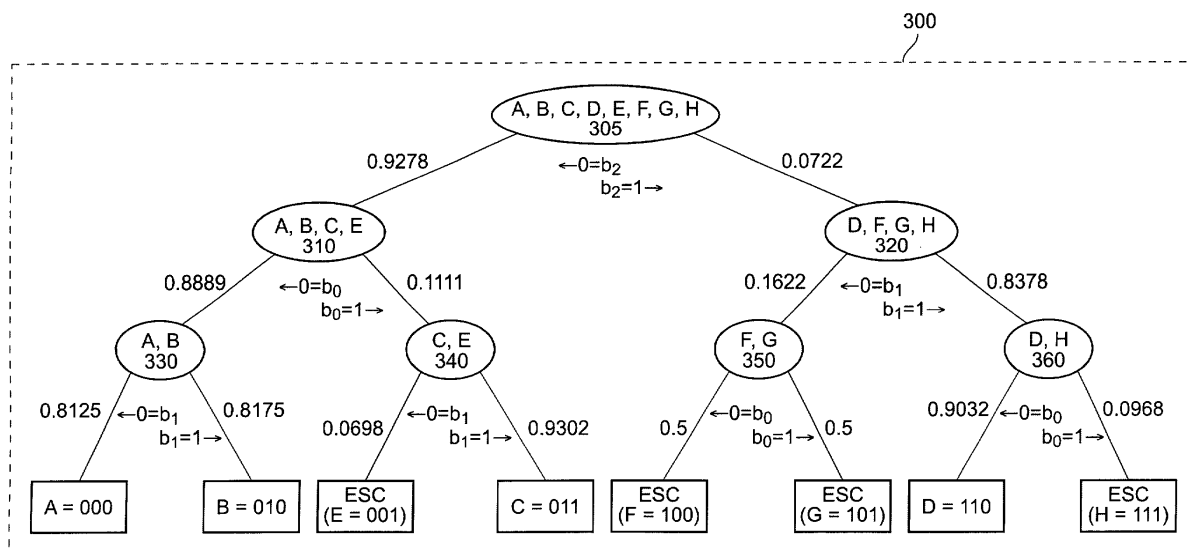 300
A, B, C, D, E, F, G, H
305
0.9278
←0=b2
b2=1→
0.0722
A, B, C, E
310
D, F, G, H
320
0.8889
←0=b0
b0=1→
0.1111
0.1622
←0=b1
b1=1→
0.8378
A, B
330
C, E
340
F, G
350
D, H
360
0.8125
←0=b1
b1=1→
0.8175
0.0698
←0=b1
b1=1→
0.9302
0.5
←0=b0
b0=1→
0.5
0.9032
←0=b0
b0=1→
0.0968
A = 000
B = 010
ESC
(E = 001)
C = 011
ESC
(F = 100)
ESC
(G = 101)
D = 110
ESC
(H = 111)